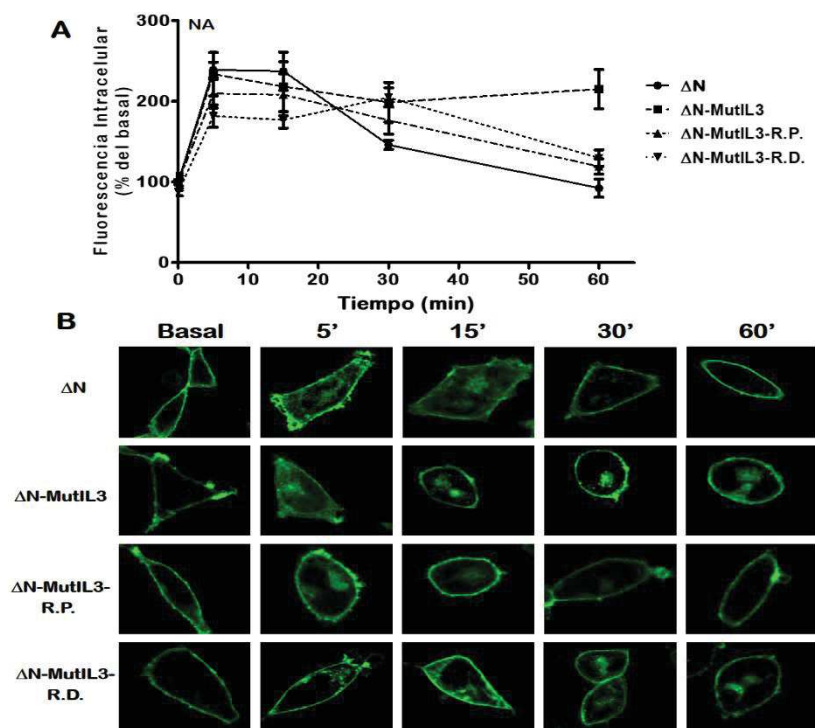 A
NA
Fluorescencia Intracelular
(% del basal)
300
200
100
0
0 10 20 30 40 50 60
Tiempo (min)
ΔN
ΔN-MutIL3
ΔN-MutIL3-R.P.
ΔN-MutIL3-R.D.
B
Basal 5' 15' 30' 60'
ΔN
ΔN-MutIL3
ΔN-MutIL3-
R.P.
ΔN-MutIL3-
R.D.